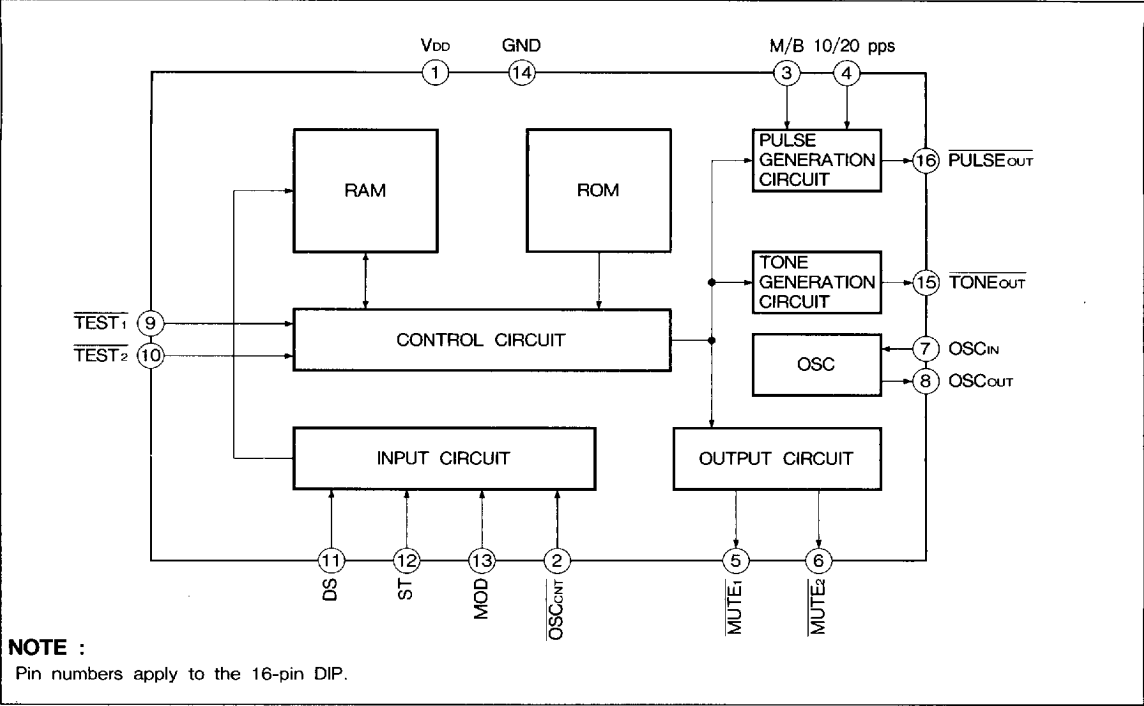 VDD GND M/B 10/20 pps
1 14 3 4
RAM
ROM
PULSE
GENERATION
CIRCUIT
16 PULSEOUT
TONE
GENERATION
CIRCUIT
15 TONEOUT
TEST1 9
TEST2 10
CONTROL CIRCUIT
OSC
7 OSCIN
8 OSCOUT
INPUT CIRCUIT
OUTPUT CIRCUIT
11 12 13 2 5 6
DS ST MOD OSCCNT MUTE1 MUTE2
NOTE :
Pin numbers apply to the 16-pin DIP.